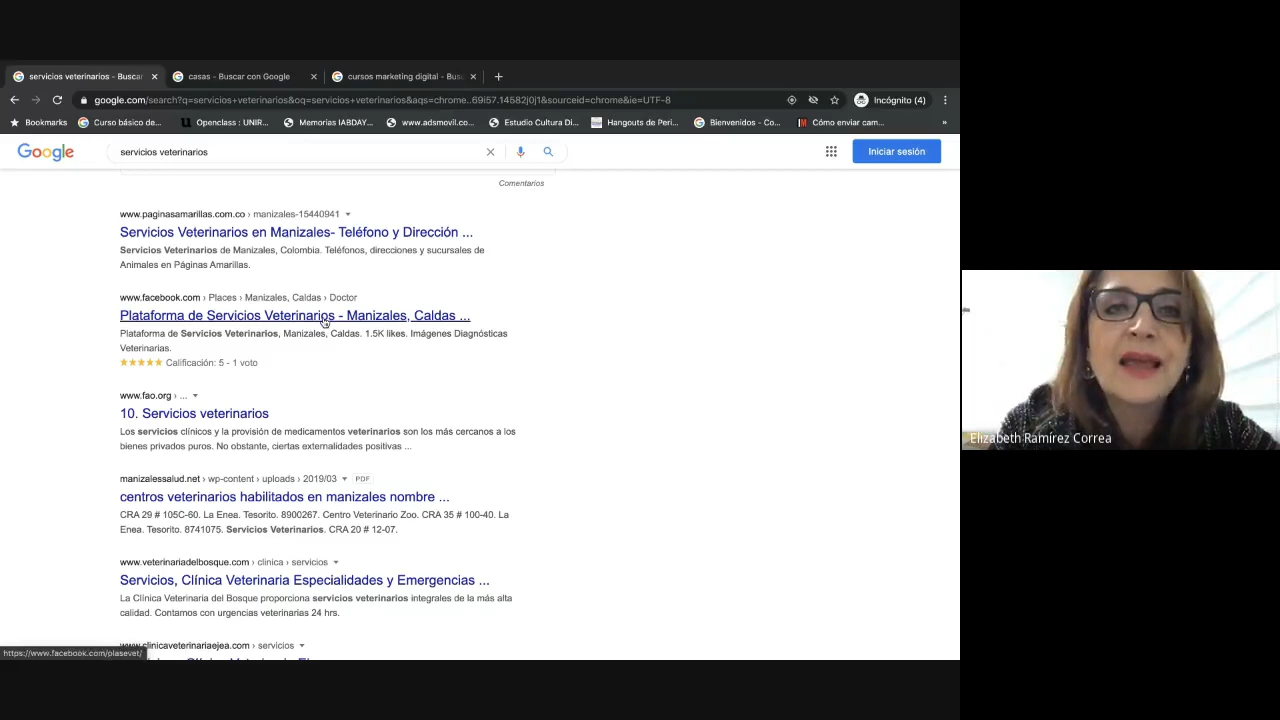 servicios veterinarios - Buscar
casas - Buscar con Google
cursos marketing digital - Bus
google.com/search?q=servicios+veterinarios&oq=servicios+veterinarios&aqs=chrome..69i57.14582j0j1&sourceid=chrome&ie=UTF-8
Incógnito (4)
Bookmarks
Curso básico de...
Openclass : UNIR...
Memorias IABDAY...
www.adsmovil.co...
Estudio Cultura Di...
Hangouts de Peri...
Bienvenidos - Co...
Cómo enviar cam...
»
Google
servicios veterinarios
Iniciar sesión
Comentarios
www.paginasamarillas.com.co › manizales-15440941
Servicios Veterinarios en Manizales- Teléfono y Dirección ...
Servicios Veterinarios de Manizales, Colombia. Teléfonos, direcciones y sucursales de
Animales en Páginas Amarillas.
www.facebook.com › Places › Manizales, Caldas › Doctor
Plataforma de Servicios Veterinarios - Manizales, Caldas ...
Plataforma de Servicios Veterinarios, Manizales, Caldas. 1.5K likes. Imágenes Diagnósticas
Veterinarias.
Calificación: 5 - 1 voto
www.fao.org › ...
10. Servicios veterinarios
Los servicios clínicos y la provisión de medicamentos veterinarios son los más cercanos a los
bienes privados puros. No obstante, ciertas externalidades positivas ...
manizalessalud.net › wp-content › uploads › 2019/03 PDF
centros veterinarios habilitados en manizales nombre ...
CRA 29 # 105C-60. La Enea. Tesorito. 8900267. Centro Veterinario Zoo. CRA 35 # 100-40. La
Enea. Tesorito. 8741075. Servicios Veterinarios. CRA 20 # 12-07.
www.veterinariadelbosque.com › clinica › servicios
Servicios, Clínica Veterinaria Especialidades y Emergencias ...
La Clínica Veterinaria del Bosque proporciona servicios veterinarios integrales de la más alta
calidad. Contamos con urgencias veterinarias 24 hrs.
www.clinicaveterinariaejea.com › servicios
https://www.facebook.com/plasevet/
Elizabeth Ramírez Correa